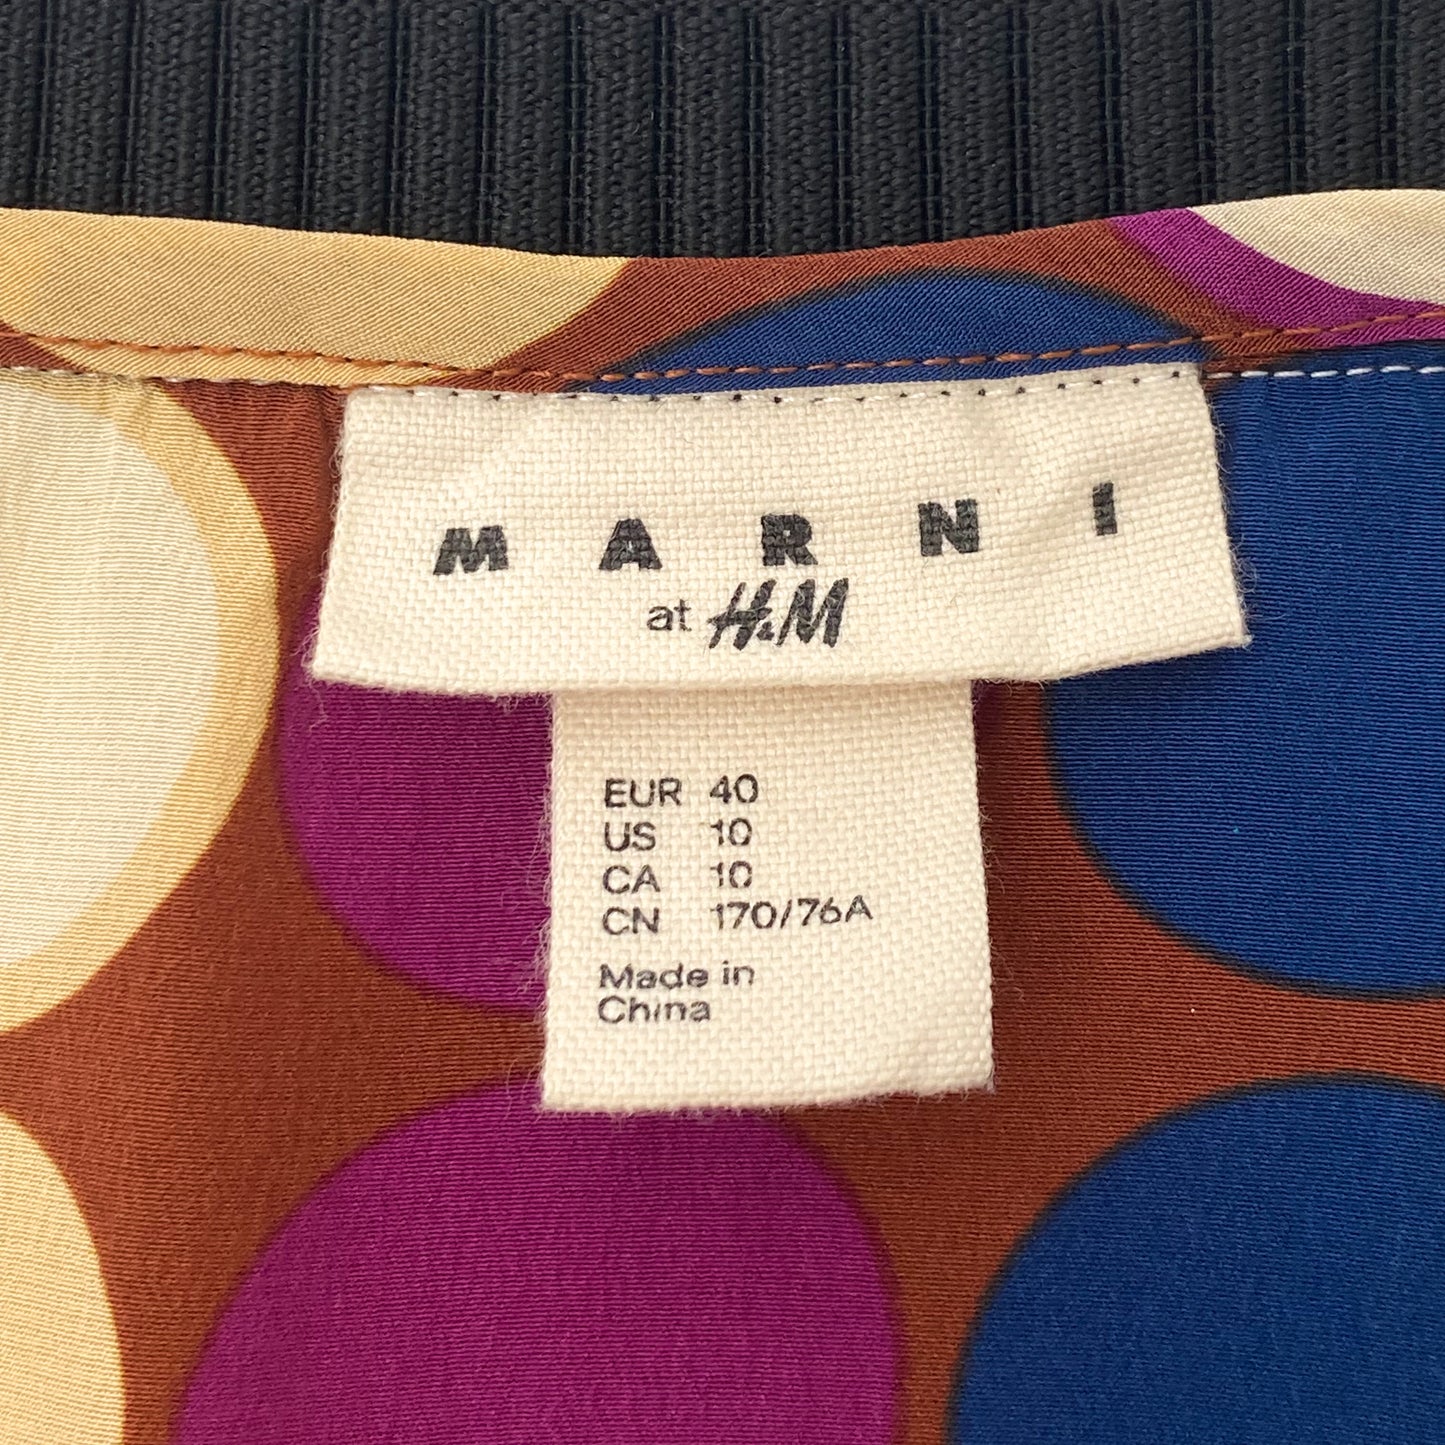 MARNI
at H&M
EUR 40
US 10
CA 10
CN 170/76A
Made in
China